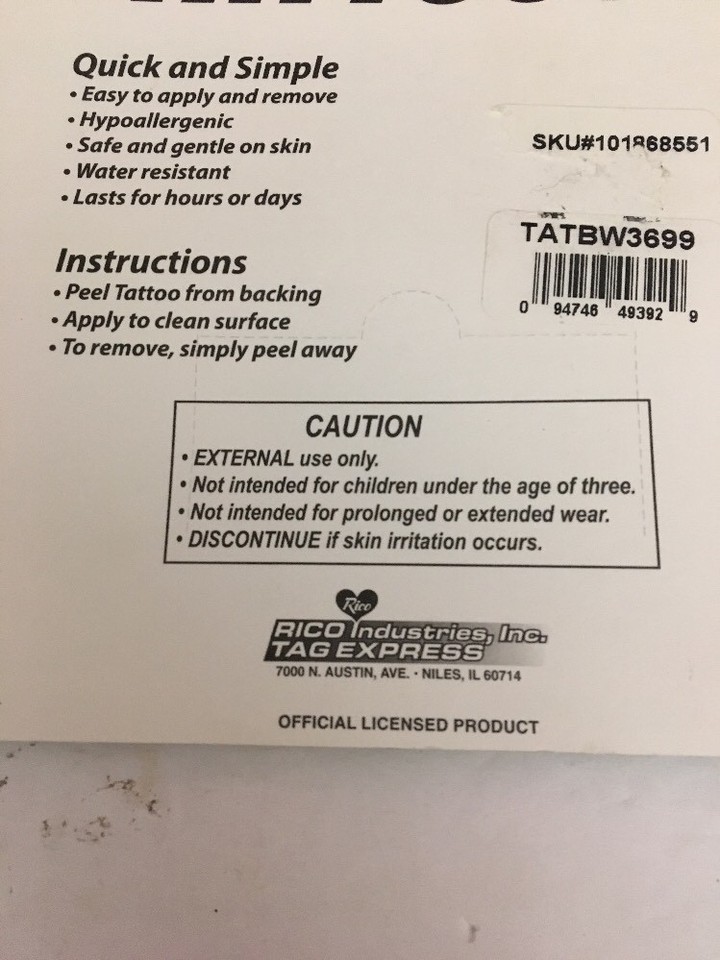 Quick and Simple
• Easy to apply and remove
• Hypoallergenic
• Safe and gentle on skin
• Water resistant
• Lasts for hours or days
SKU#101868551
TATBW3699
0 94746 49392 9
Instructions
• Peel Tattoo from backing
• Apply to clean surface
• To remove, simply peel away
CAUTION
• EXTERNAL use only.
• Not intended for children under the age of three.
• Not intended for prolonged or extended wear.
• DISCONTINUE if skin irritation occurs.
Rico
RICO Industries, Inc.
TAG EXPRESS
7000 N. AUSTIN, AVE. · NILES, IL 60714
OFFICIAL LICENSED PRODUCT